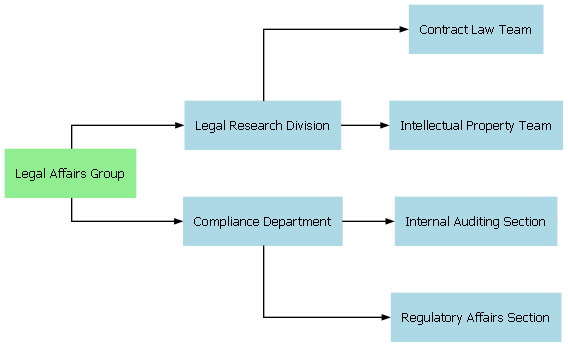 Contract Law Team
Legal Research Division
Intellectual Property Team
Legal Affairs Group
Compliance Department
Internal Auditing Section
Regulatory Affairs Section